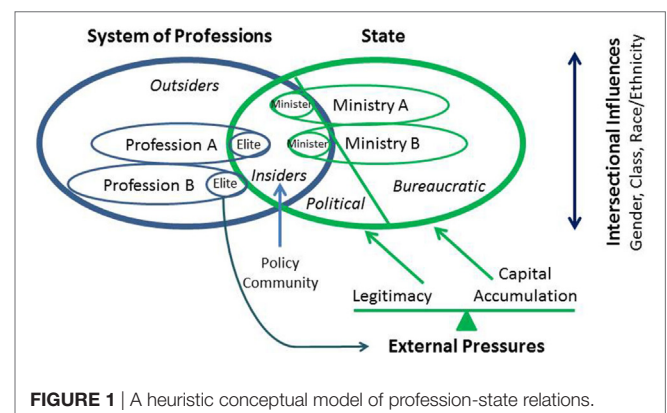 System of Professions
State
Outsiders
Minister
Ministry A
Profession A
Elite
Minister
Ministry B
Profession B
Elite
Insiders
Political
Bureaucratic
Policy
Community
Legitimacy
Capital
Accumulation
External Pressures
Intersectional Influences
Gender, Class, Race/Ethnicity
FIGURE 1 | A heuristic conceptual model of profession-state relations.